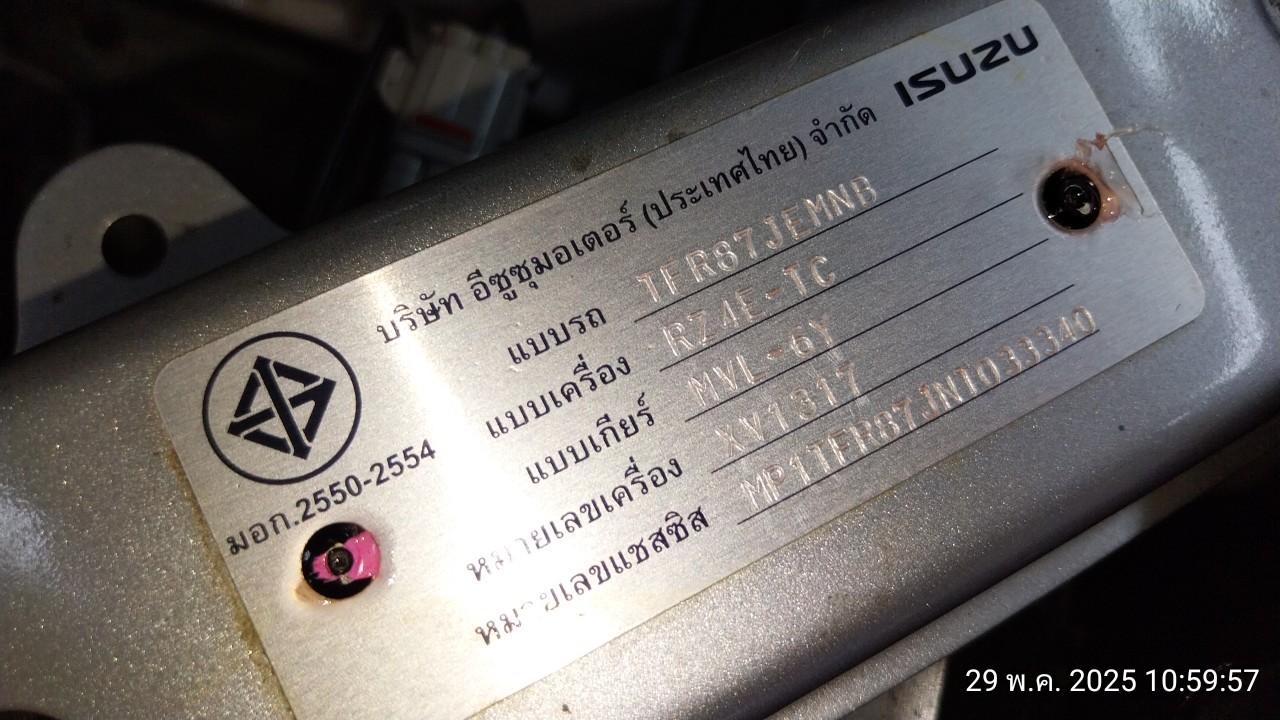 ISUZU
บริษัท อีซูซุมอเตอร์ (ประเทศไทย) จำกัด
แบบรถ TFR87JEMNB
แบบเครื่อง RZ4E-TC
แบบเกียร์ MVL-6Y
หมายเลขเครื่อง XV1317
หมายเลขแชสซิส MP1TFR87JNT033340
มอก.2550-2554
29 พ.ค. 2025 10:59:57